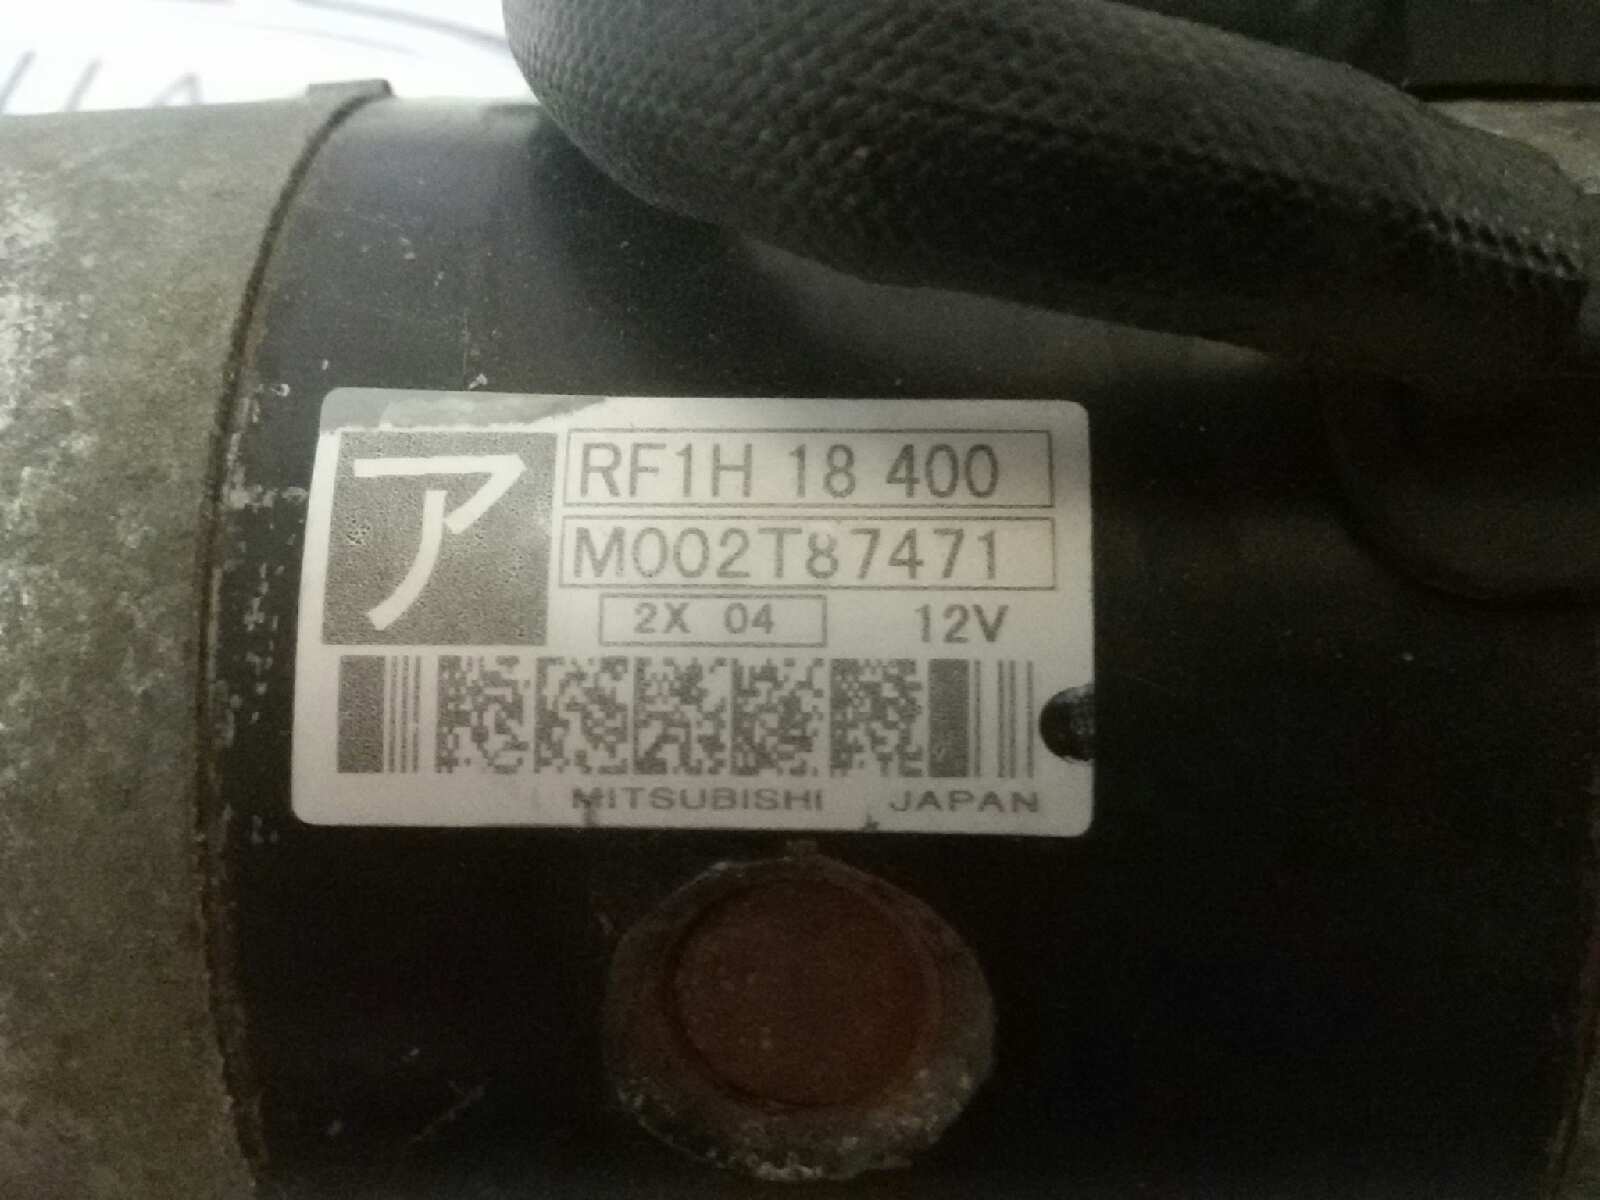 ア
RF1H 18 400
M002T87471
2X 04 12V
MITSUBISHI JAPAN